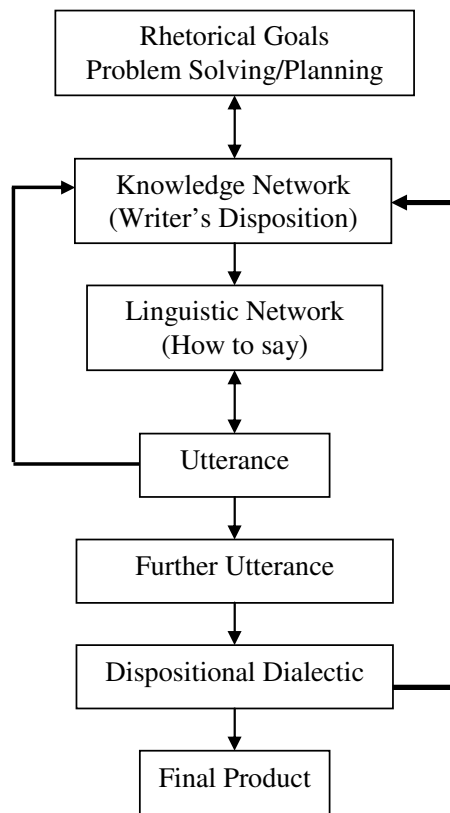 Rhetorical Goals
Problem Solving/Planning
Knowledge Network
(Writer’s Disposition)
Linguistic Network
(How to say)
Utterance
Further Utterance
Dispositional Dialectic
Final Product